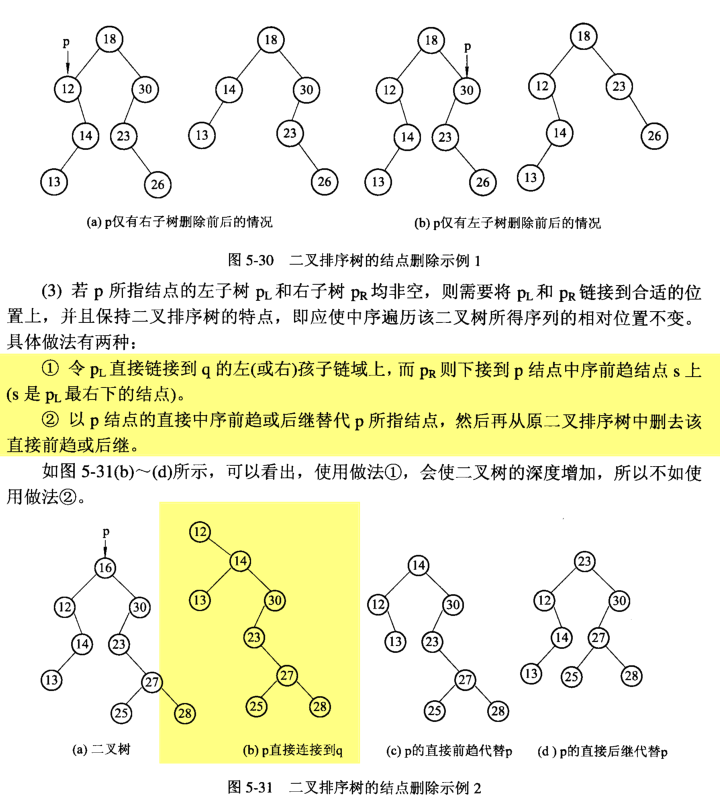 p
18
12
30
14
23
13
26
18
14
30
13
23
26
18
p
12
30
14
23
13
26
18
12
23
14
26
13
(a) p仅有右子树删除前后的情况
(b) p仅有左子树删除前后的情况
图 5-30 二叉排序树的结点删除示例 1
(3) 若 p 所指结点的左子树 pL 和右子树 pR 均非空，则需要将 pL 和 pR 链接到合适的位
置上，并且保持二叉排序树的特点，即应使中序遍历该二叉树所得序列的相对位置不变。
具体做法有两种：
① 令 pL 直接链接到 q 的左(或右)孩子链域上，而 pR 则下接到 p 结点中序前趋结点 s 上
(s 是 pL 最右下的结点)。
② 以 p 结点的直接中序前趋或后继替代 p 所指结点，然后再从原二叉排序树中删去该
直接前趋或后继。
如图 5-31(b)～(d)所示，可以看出，使用做法①，会使二叉树的深度增加，所以不如使
用做法②。
p
16
12
30
14
23
13
27
25
28
12
14
13
30
23
27
25
28
14
12
30
13
23
27
25
28
23
12
30
14
27
13
25
28
(a) 二叉树
(b) p直接连接到q
(c) p的直接前趋代替p
(d ) p的直接后继代替p
图 5-31 二叉排序树的结点删除示例 2